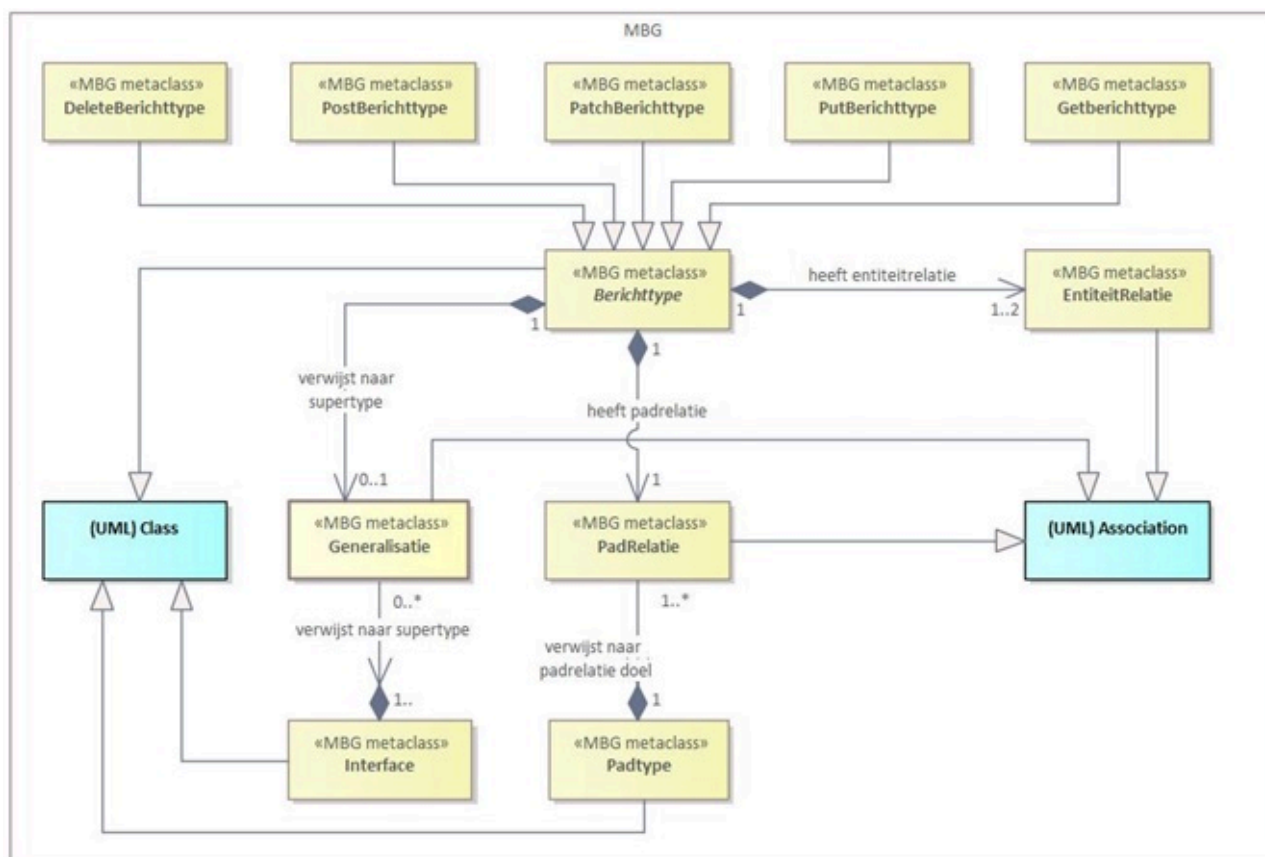 MBG
«MBG metaclass»
DeleteBerichttype
«MBG metaclass»
PostBerichttype
«MBG metaclass»
PatchBerichttype
«MBG metaclass»
PutBerichttype
«MBG metaclass»
Getberichttype
«MBG metaclass»
Berichttype
heeft entiteitrelatie
«MBG metaclass»
EntiteitRelatie
1
1
1..2
1
verwijst naar
supertype
heeft padrelatie
0..1
1
(UML) Class
«MBG metaclass»
Generalisatie
«MBG metaclass»
PadRelatie
(UML) Association
0..*
1..*
verwijst naar supertype
verwijst naar
padrelatie doel
1..
1
«MBG metaclass»
Interface
«MBG metaclass»
Padtype